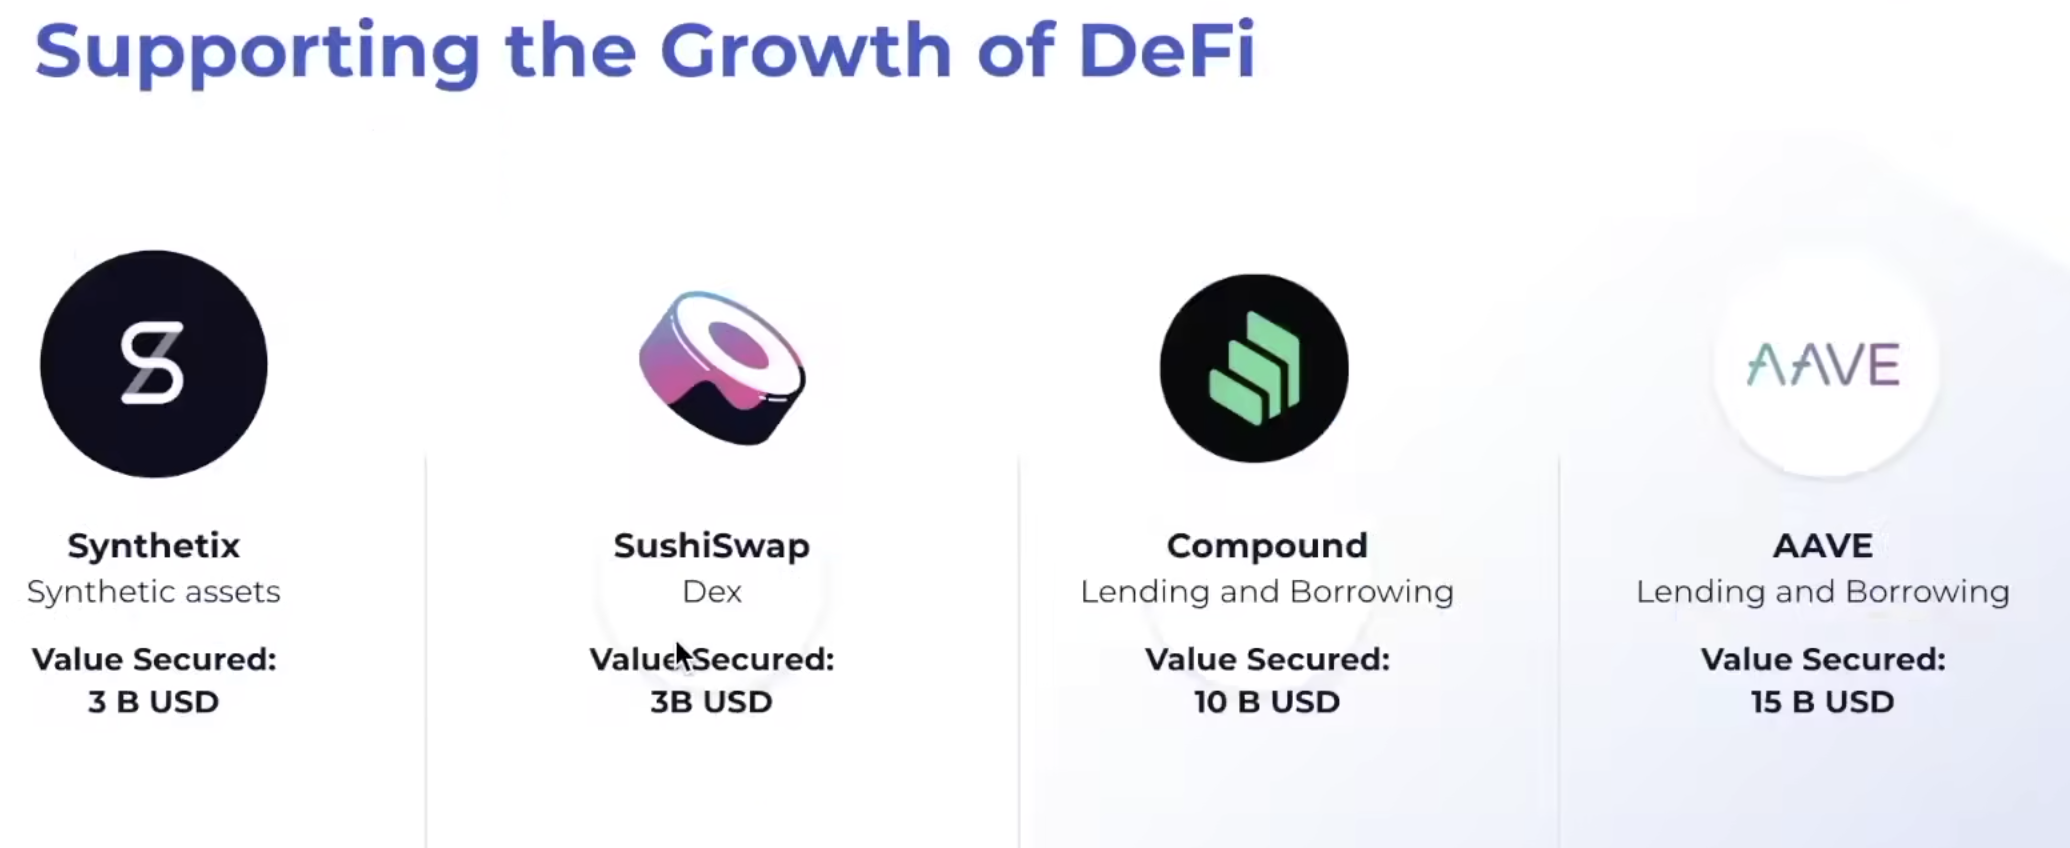 Supporting the Growth of DeFi
AAVE
Synthetix
Synthetic assets
Value Secured:
3 B USD
SushiSwap
Dex
Value Secured:
3B USD
Compound
Lending and Borrowing
Value Secured:
10 B USD
AAVE
Lending and Borrowing
Value Secured:
15 B USD